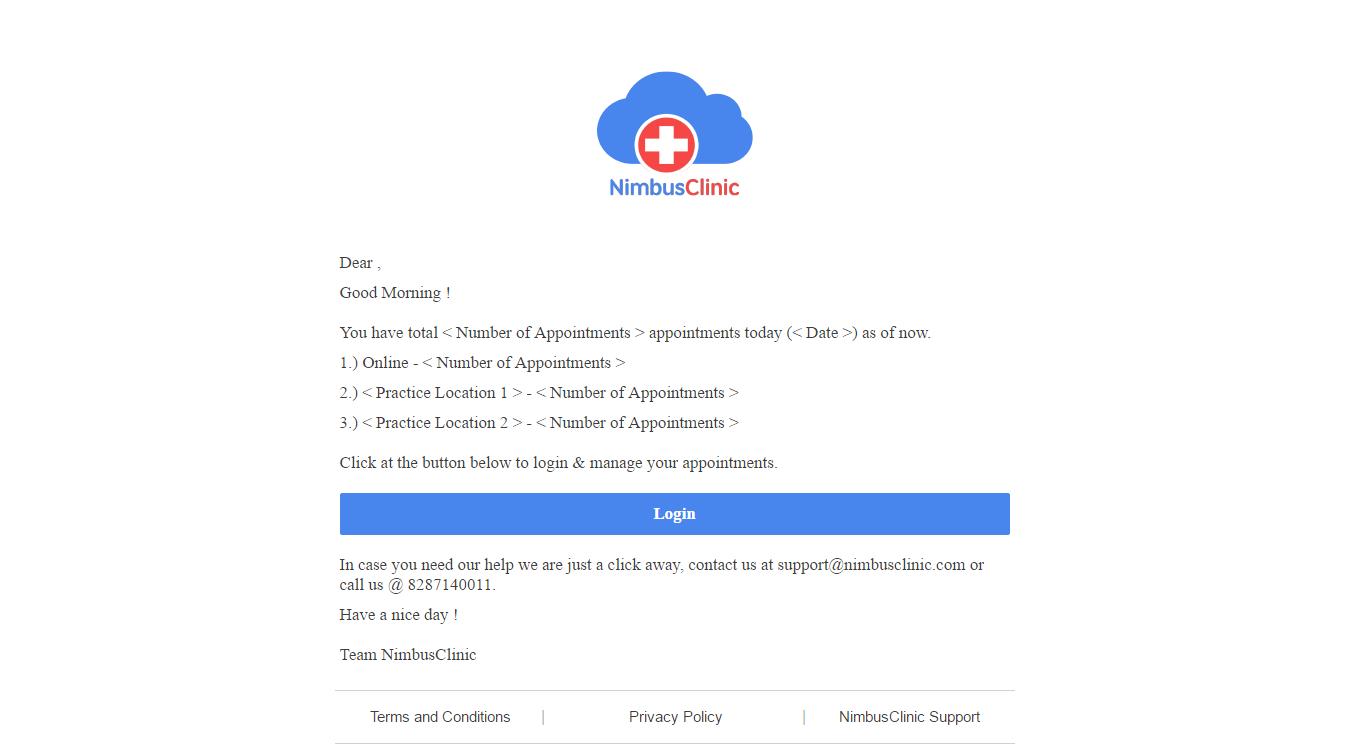 NimbusClinic
Dear ,
Good Morning !
You have total < Number of Appointments > appointments today (< Date >) as of now.
1.) Online - < Number of Appointments >
2.) < Practice Location 1 > - < Number of Appointments >
3.) < Practice Location 2 > - < Number of Appointments >
Click at the button below to login & manage your appointments.
Login
In case you need our help we are just a click away, contact us at support@nimbusclinic.com or
call us @ 8287140011.
Have a nice day !
Team NimbusClinic
Terms and Conditions | Privacy Policy | NimbusClinic Support